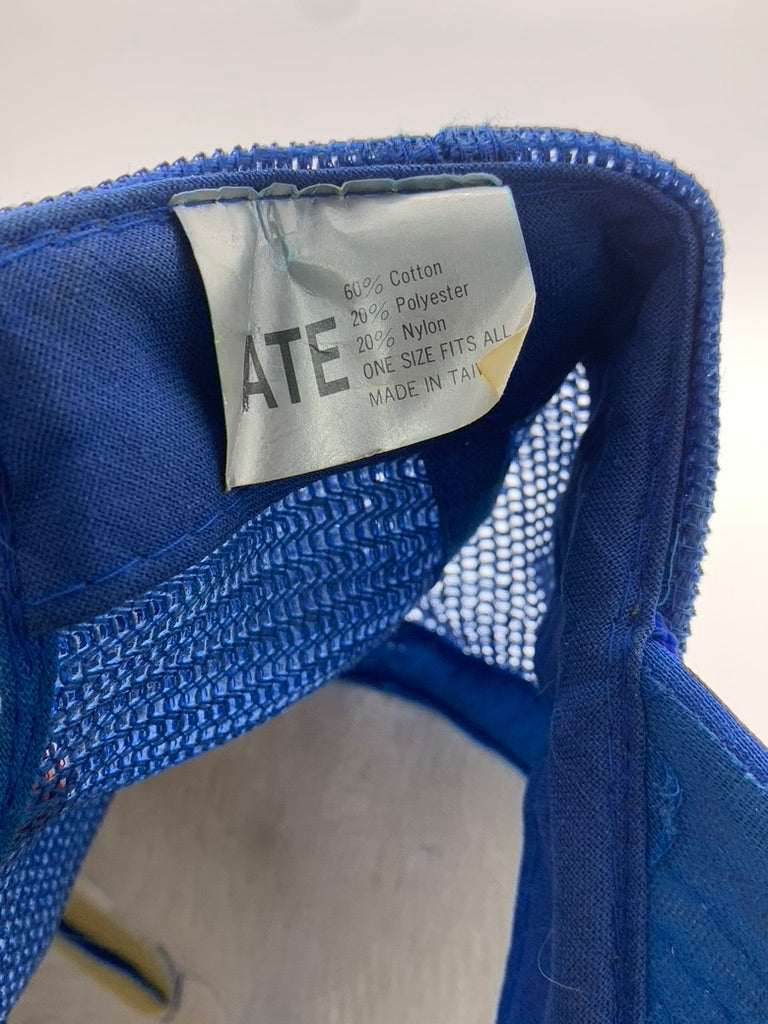 ATE
60% Cotton
20% Polyester
20% Nylon
ONE SIZE FITS ALL
MADE IN TAI